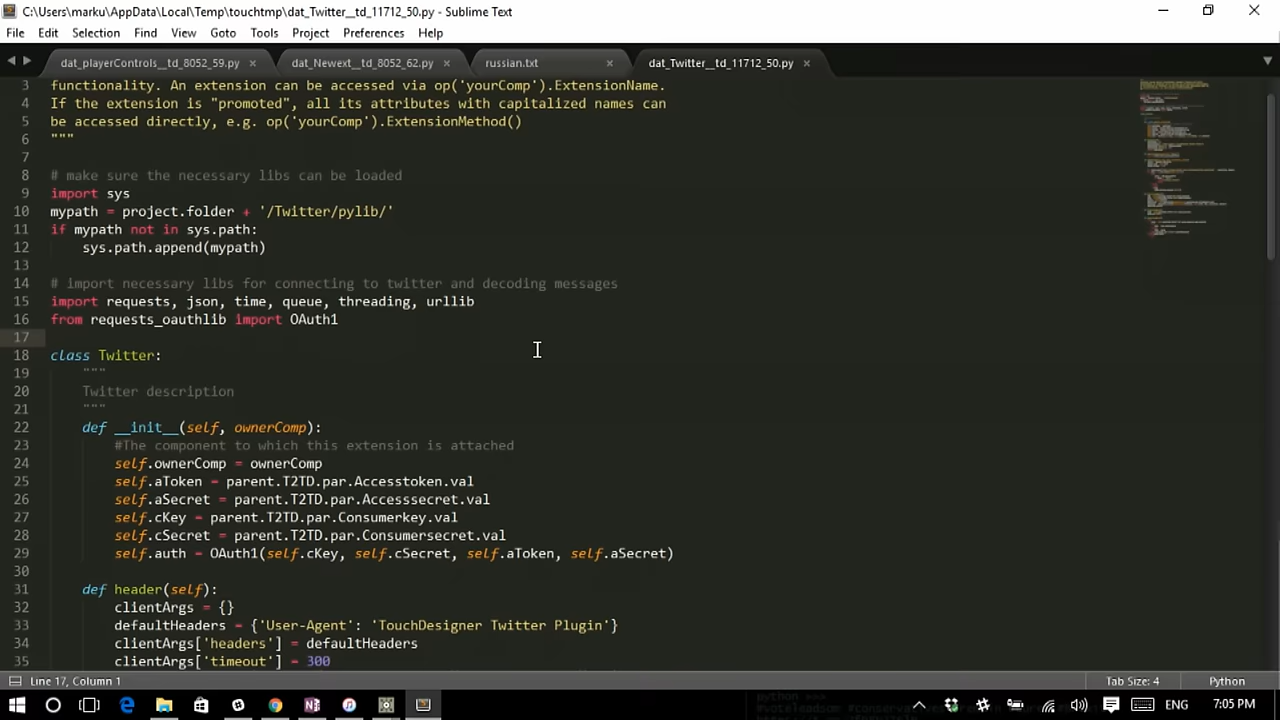 C:\Users\marku\AppData\Local\Temp\touchtmp\dat_Twitter__td_11712_50.py - Sublime Text
File Edit Selection Find View Goto Tools Project Preferences Help
dat_playerControls__td_8052_59.py dat_Newext__td_8052_62.py russian.txt dat_Twitter__td_11712_50.py
3 functionality. An extension can be accessed via op('yourComp').ExtensionName.
4 If the extension is "promoted", all its attributes with capitalized names can
5 be accessed directly, e.g. op('yourComp').ExtensionMethod()
6 """
7
8 # make sure the necessary libs can be loaded
9 import sys
10 mypath = project.folder + '/Twitter/pylib/'
11 if mypath not in sys.path:
12     sys.path.append(mypath)
13
14 # import necessary libs for connecting to twitter and decoding messages
15 import requests, json, time, queue, threading, urllib
16 from requests_oauthlib import OAuth1
17
18 class Twitter:
19     """
20     Twitter description
21     """
22     def __init__(self, ownerComp):
23         #The component to which this extension is attached
24         self.ownerComp = ownerComp
25         self.aToken = parent.T2TD.par.Accesstoken.val
26         self.aSecret = parent.T2TD.par.Accesssecret.val
27         self.cKey = parent.T2TD.par.Consumerkey.val
28         self.cSecret = parent.T2TD.par.Consumersecret.val
29         self.auth = OAuth1(self.cKey, self.cSecret, self.aToken, self.aSecret)
30
31     def header(self):
32         clientArgs = {}
33         defaultHeaders = {'User-Agent': 'TouchDesigner Twitter Plugin'}
34         clientArgs['headers'] = defaultHeaders
35         clientArgs['timeout'] = 300
Line 17, Column 1 Tab Size: 4 Python
python >>>
ENG 7:05 PM